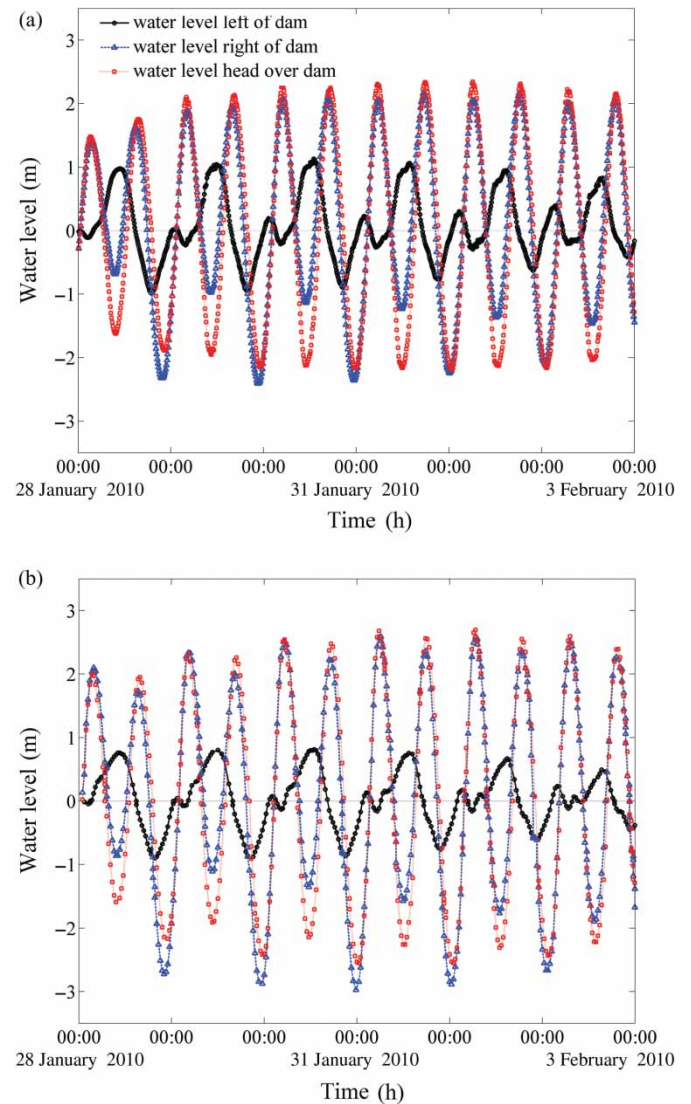 (a)
water level left of dam
water level right of dam
water level head over dam
3
2
1
0
−1
−2
−3
Water level (m)
00:00 00:00 00:00 00:00 00:00 00:00 00:00
28 January 2010 31 January 2010 3 February 2010
Time (h)
(b)
3
2
1
0
−1
−2
−3
Water level (m)
00:00 00:00 00:00 00:00 00:00 00:00 00:00
28 January 2010 31 January 2010 3 February 2010
Time (h)